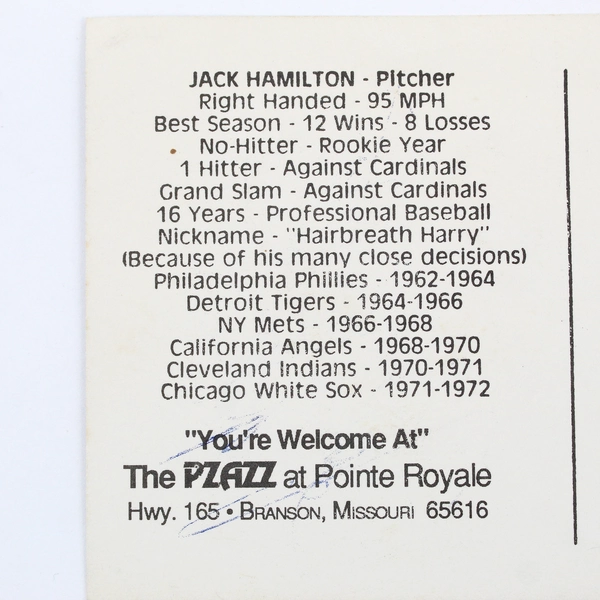 JACK HAMILTON - Pitcher
Right Handed - 95 MPH
Best Season - 12 Wins - 8 Losses
No-Hitter - Rookie Year
1 Hitter - Against Cardinals
Grand Slam - Against Cardinals
16 Years - Professional Baseball
Nickname - "Hairbreath Harry"
(Because of his many close decisions)
Philadelphia Phillies - 1962-1964
Detroit Tigers - 1964-1966
NY Mets - 1966-1968
California Angels - 1968-1970
Cleveland Indians - 1970-1971
Chicago White Sox - 1971-1972
"You're Welcome At"
The PZAZZ at Pointe Royale
Hwy. 165 • BRANSON, MISSOURI 65616